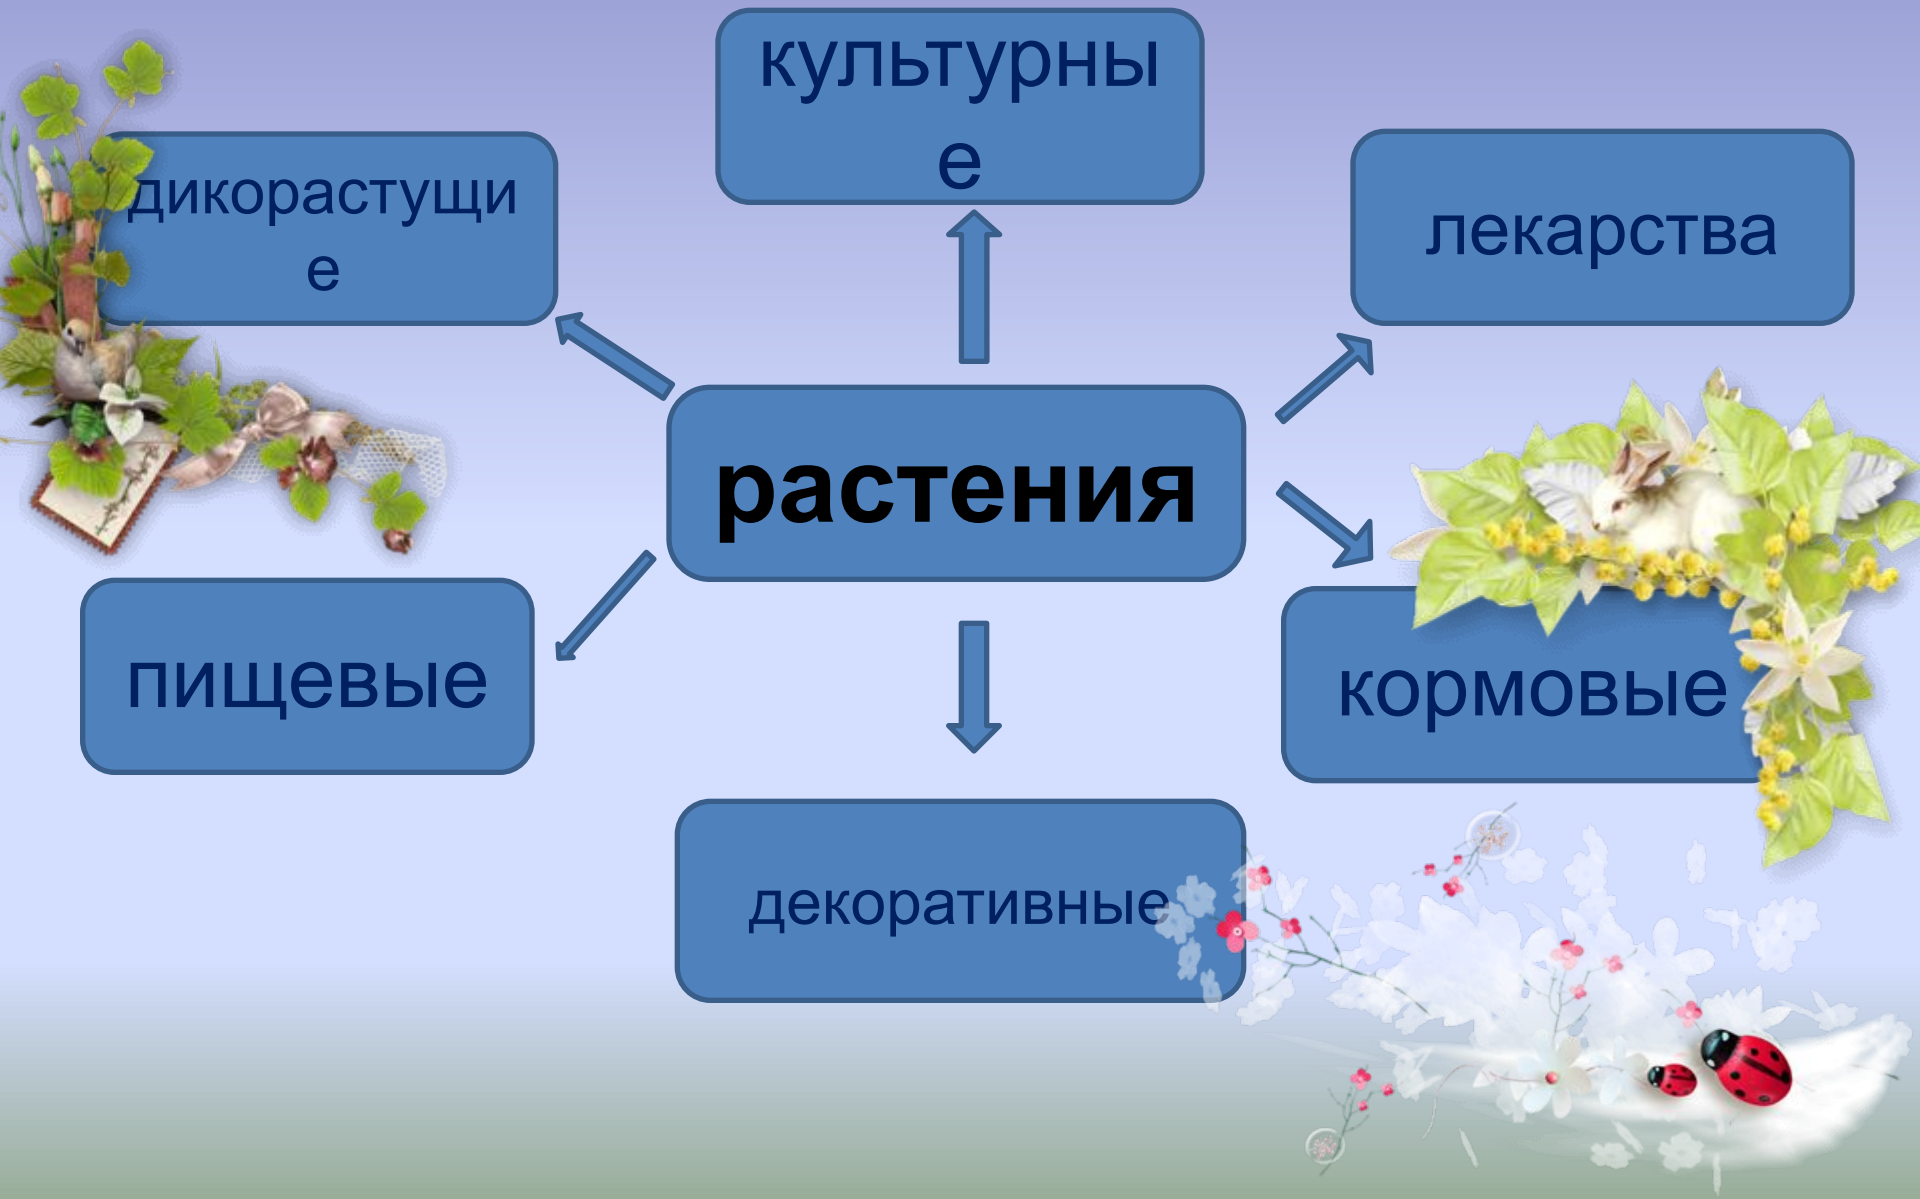 культурны
е
дикорастущи
е
лекарства
растения
пищевые
кормовые
декоративные